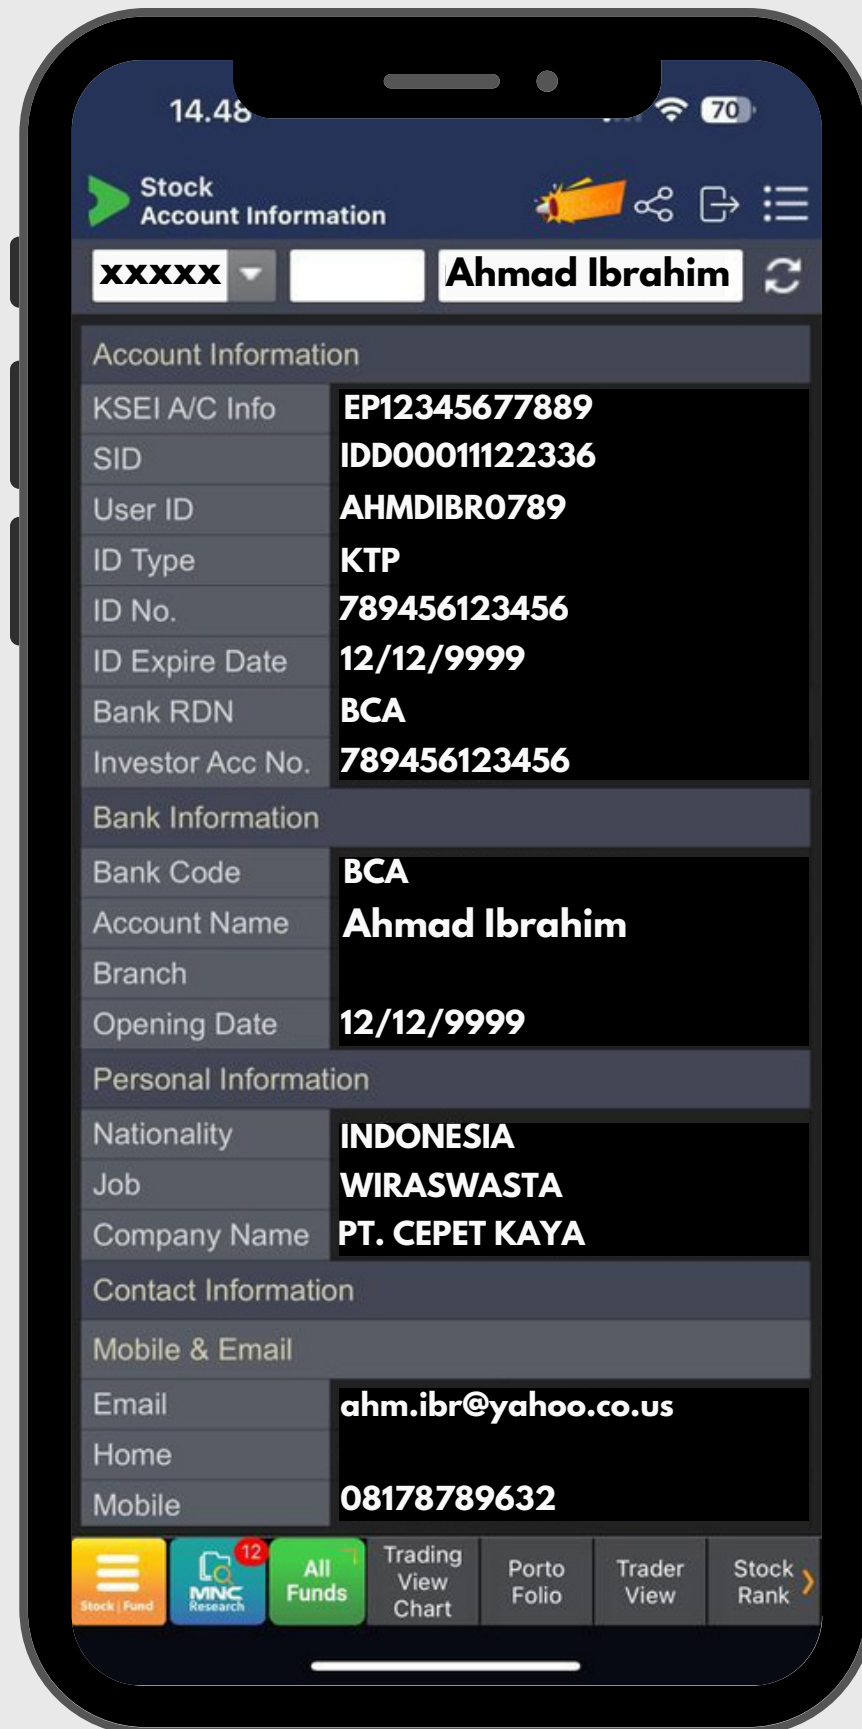 14.48
70
Stock
Account Information
xxxxx
Ahmad Ibrahim
Account Information
KSEI A/C Info EP12345677889
SID IDD00011122336
User ID AHMDIBR0789
ID Type KTP
ID No. 789456123456
ID Expire Date 12/12/9999
Bank RDN BCA
Investor Acc No. 789456123456
Bank Information
Bank Code BCA
Account Name Ahmad Ibrahim
Branch
Opening Date 12/12/9999
Personal Information
Nationality INDONESIA
Job WIRASWASTA
Company Name PT. CEPET KAYA
Contact Information
Mobile & Email
Email ahm.ibr@yahoo.co.us
Home
Mobile 08178789632
Stock | Fund
12
MNC
Research
All
Funds
Trading
View
Chart
Porto
Folio
Trader
View
Stock
Rank